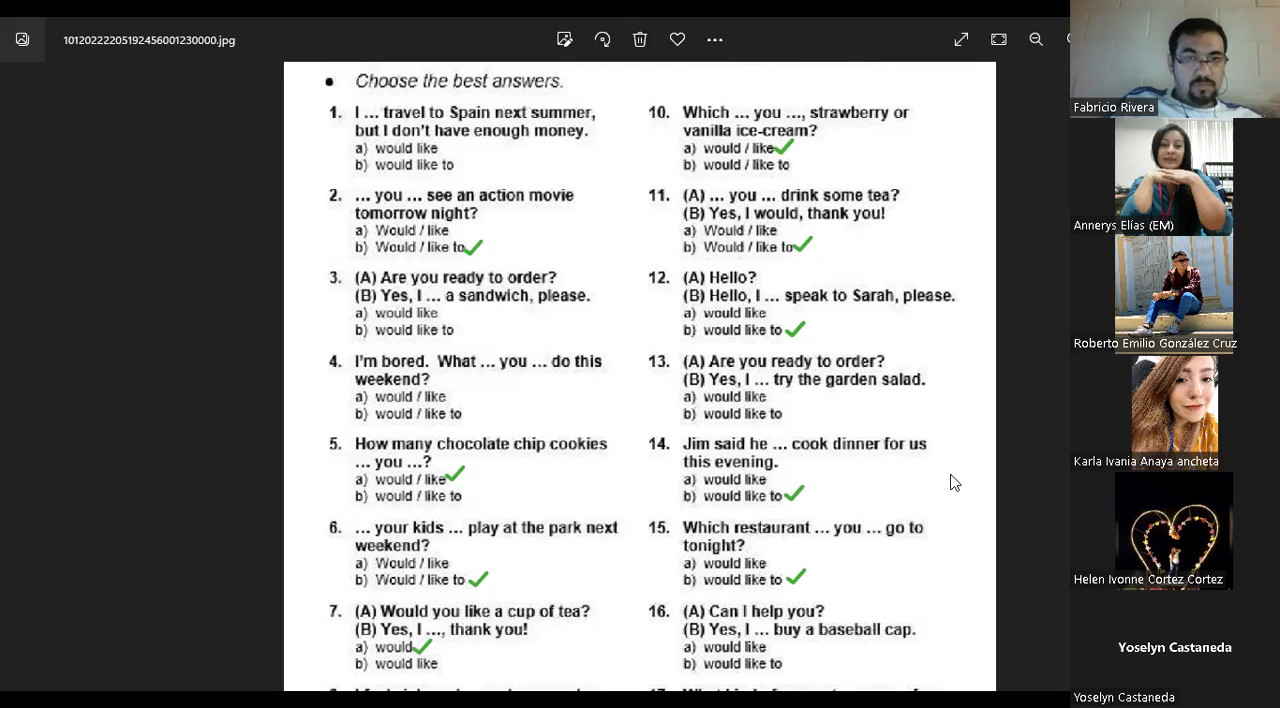 10120222205192456001230000.jpg
• Choose the best answers.
1. I ... travel to Spain next summer,
but I don't have enough money.
a) would like
b) would like to
2. ... you ... see an action movie
tomorrow night?
a) Would / like
b) Would / like to
3. (A) Are you ready to order?
(B) Yes, I ... a sandwich, please.
a) would like
b) would like to
4. I'm bored. What ... you ... do this
weekend?
a) would / like
b) would / like to
5. How many chocolate chip cookies
... you ...?
a) would / like
b) would / like to
6. ... your kids ... play at the park next
weekend?
a) Would / like
b) Would / like to
7. (A) Would you like a cup of tea?
(B) Yes, I ..., thank you!
a) would
b) would like
10. Which ... you ..., strawberry or
vanilla ice-cream?
a) would / like
b) would / like to
11. (A) ... you ... drink some tea?
(B) Yes, I would, thank you!
a) Would / like
b) Would / like to
12. (A) Hello?
(B) Hello, I ... speak to Sarah, please.
a) would like
b) would like to
13. (A) Are you ready to order?
(B) Yes, I ... try the garden salad.
a) would like
b) would like to
14. Jim said he ... cook dinner for us
this evening.
a) would like
b) would like to
15. Which restaurant ... you ... go to
tonight?
a) would like
b) would like to
16. (A) Can I help you?
(B) Yes, I ... buy a baseball cap.
a) would like
b) would like to
Fabricio Rivera
Annerys Elías (EM)
Roberto Emilio González Cruz
Karla Ivania Anaya ancheta
Helen Ivonne Cortez Cortez
Yoselyn Castaneda
Yoselyn Castaneda